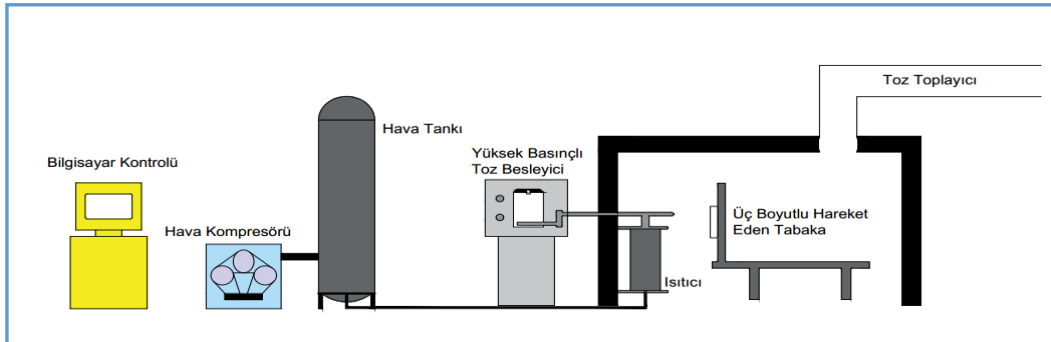 Bilgisayar Kontrolü
Hava Kompresörü
Hava Tankı
Yüksek Basınçlı
Toz Besleyici
Isıtıcı
Üç Boyutlu Hareket
Eden Tabaka
Toz Toplayıcı